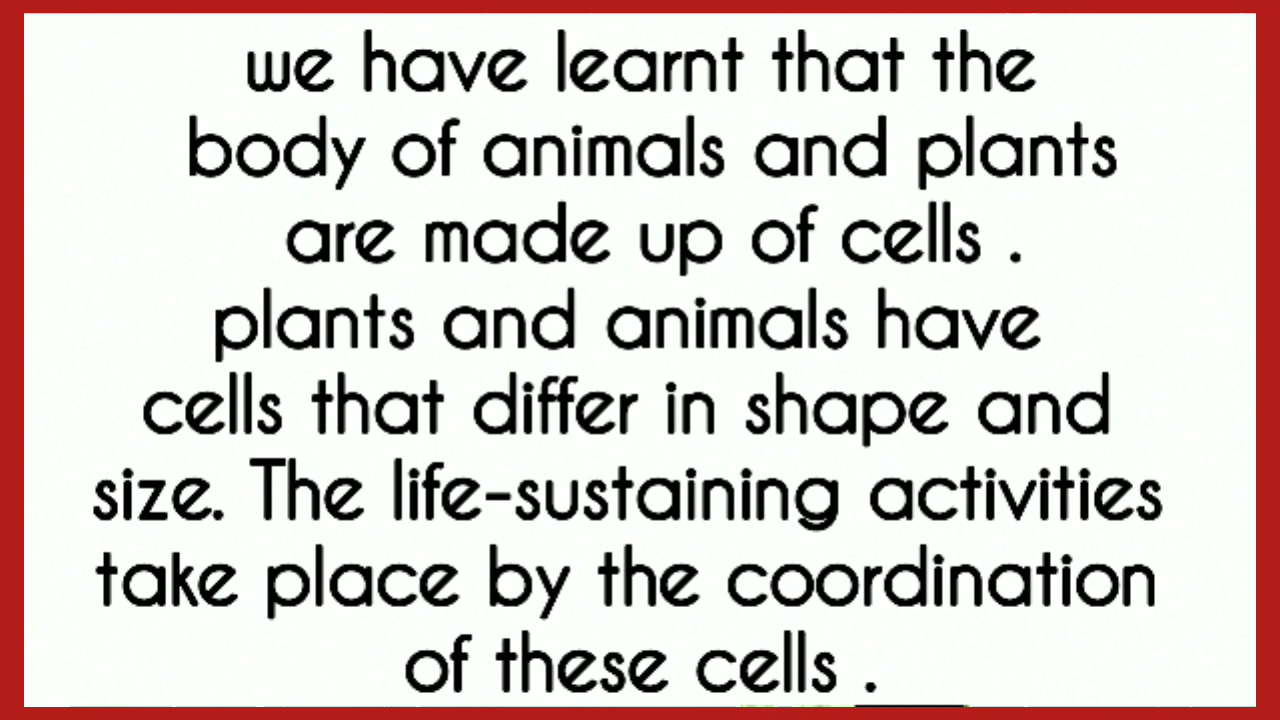 we have learnt that the
body of animals and plants
are made up of cells .
plants and animals have
cells that differ in shape and
size. The life-sustaining activities
take place by the coordination
of these cells .